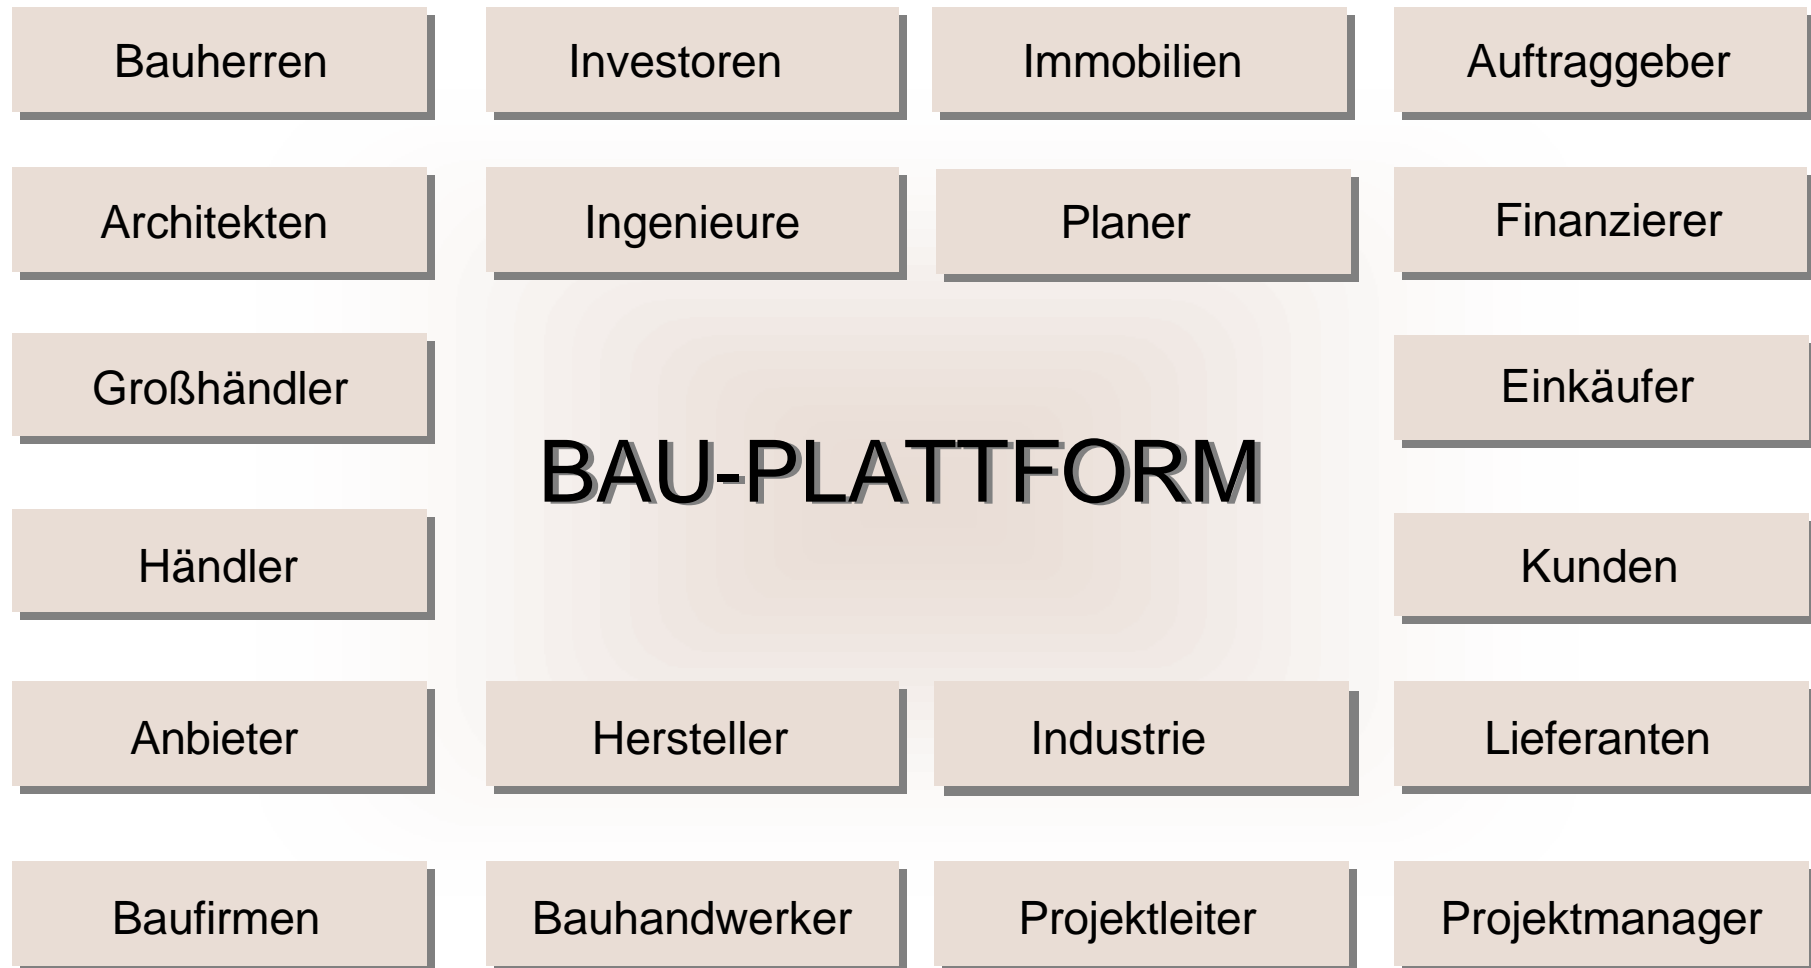 Bauherren
Investoren
Immobilien
Auftraggeber
Architekten
Ingenieure
Planer
Finanzierer
Großhändler
Einkäufer
BAU-PLATTFORM
Händler
Kunden
Anbieter
Hersteller
Industrie
Lieferanten
Baufirmen
Bauhandwerker
Projektleiter
Projektmanager